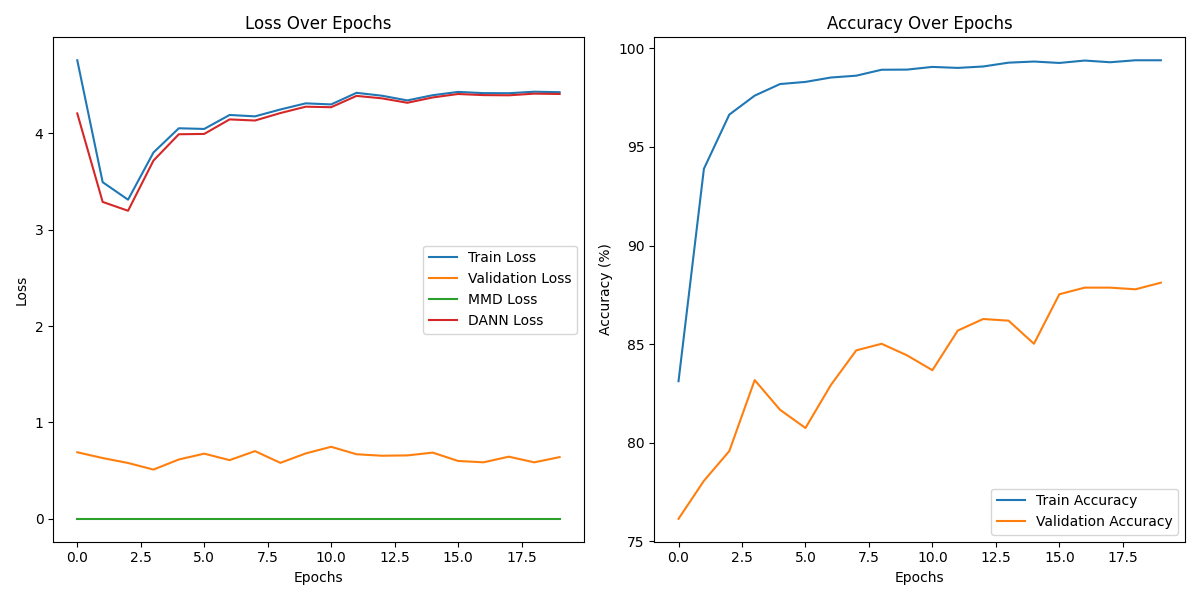 Loss Over Epochs
Loss
4
3
2
1
0
Train Loss
Validation Loss
MMD Loss
DANN Loss
0.0 2.5 5.0 7.5 10.0 12.5 15.0 17.5
Epochs
Accuracy Over Epochs
Accuracy (%)
100
95
90
85
80
75
Train Accuracy
Validation Accuracy
0.0 2.5 5.0 7.5 10.0 12.5 15.0 17.5
Epochs